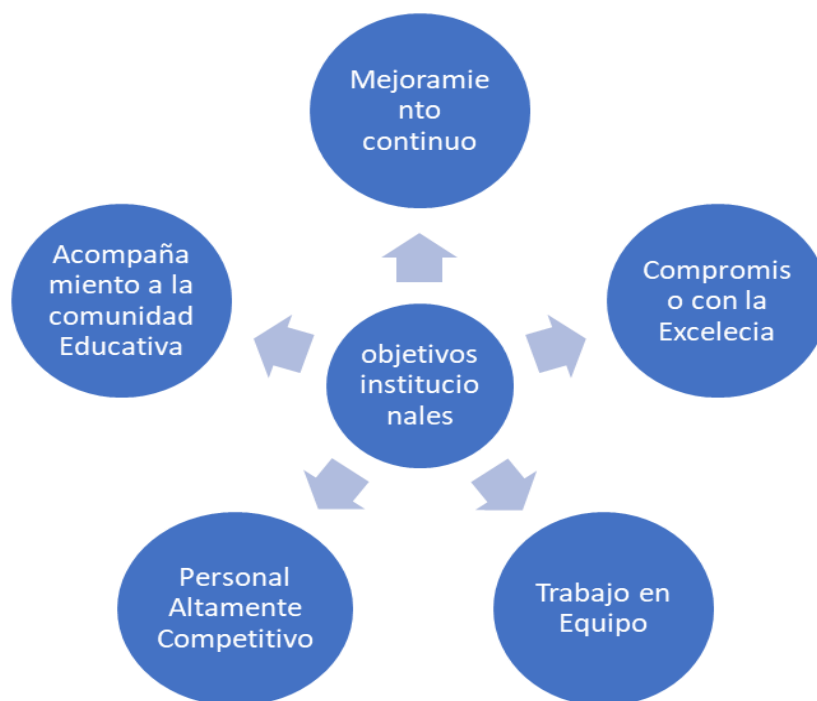 Mejoramie
nto
continuo
Acompaña
miento a la
comunidad
Educativa
Compromis
o con la
Excelecia
objetivos
institucio
nales
Personal
Altamente
Competitivo
Trabajo en
Equipo